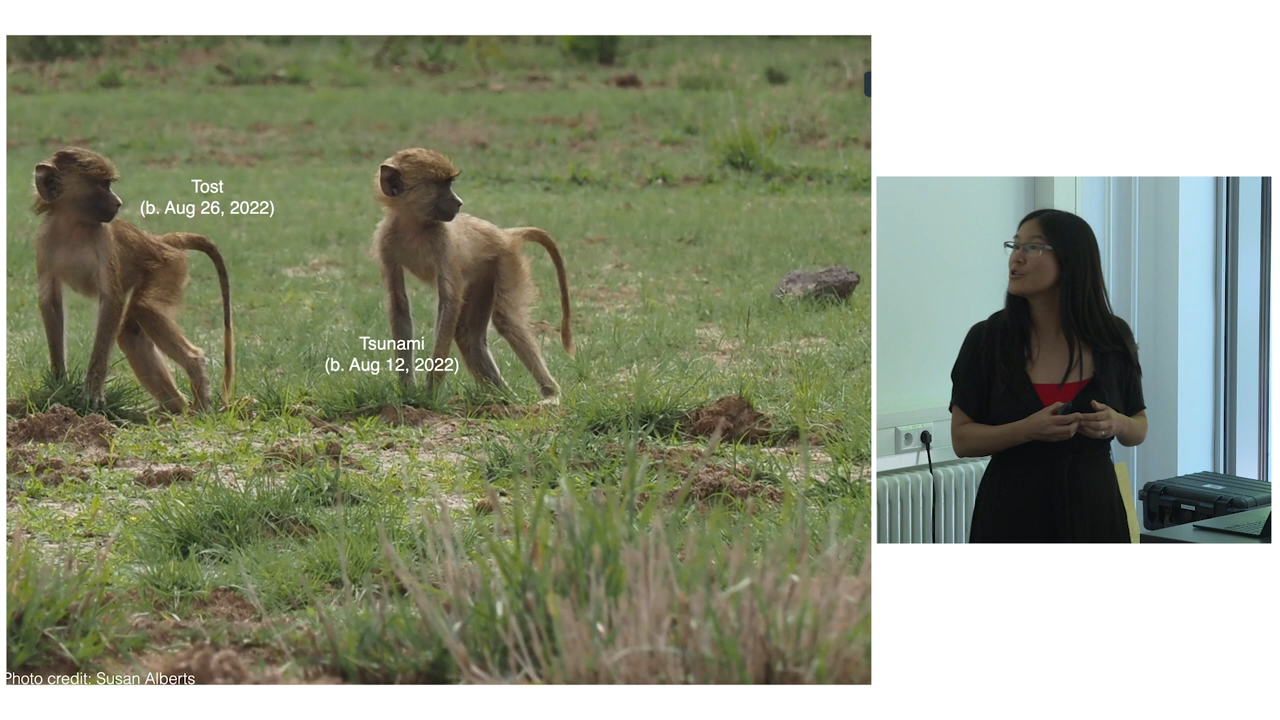 Tost
(b. Aug 26, 2022)
Tsunami
(b. Aug 12, 2022)
Photo credit: Susan Alberts